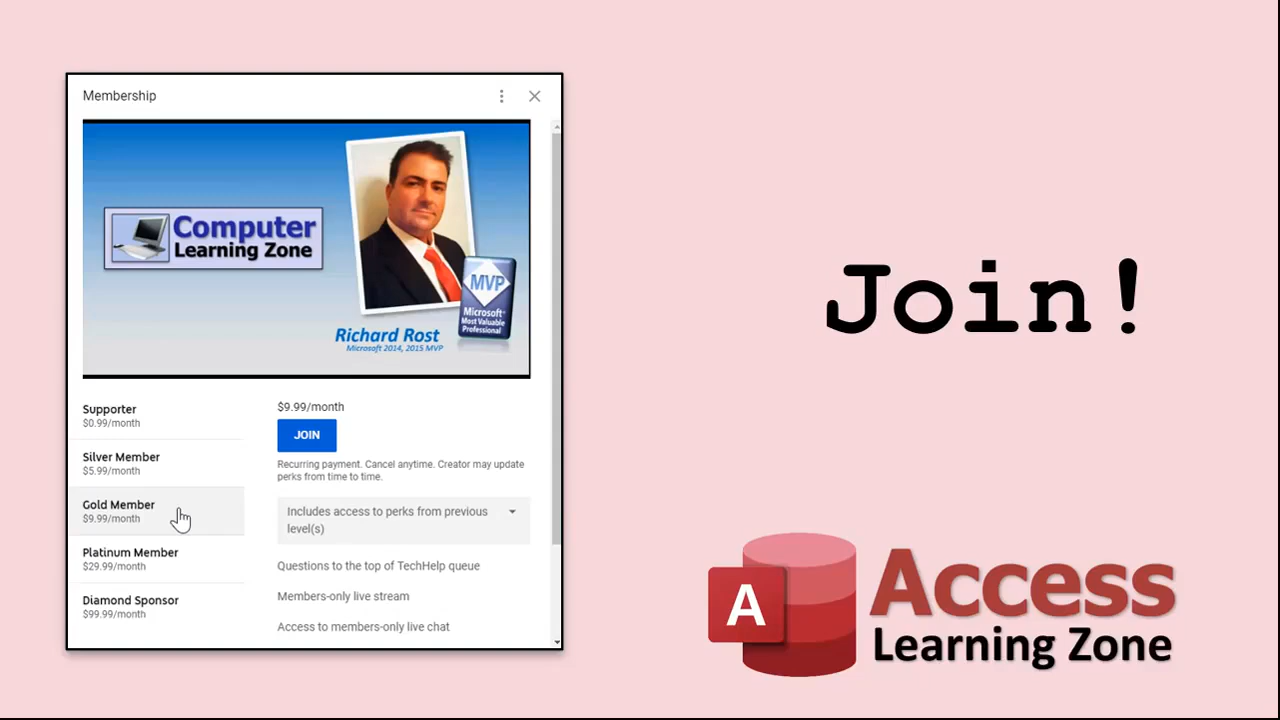 Membership
Computer
Learning Zone
MVP
Microsoft®
Most Valuable
Professional
Richard Rost
Microsoft 2014, 2015 MVP
Supporter
$0.99/month
Silver Member
$5.99/month
Gold Member
$9.99/month
Platinum Member
$29.99/month
Diamond Sponsor
$99.99/month
$9.99/month
JOIN
Recurring payment. Cancel anytime. Creator may update
perks from time to time.
Includes access to perks from previous
level(s)
Questions to the top of TechHelp queue
Members-only live stream
Access to members-only live chat
Join!
A
Access
Learning Zone